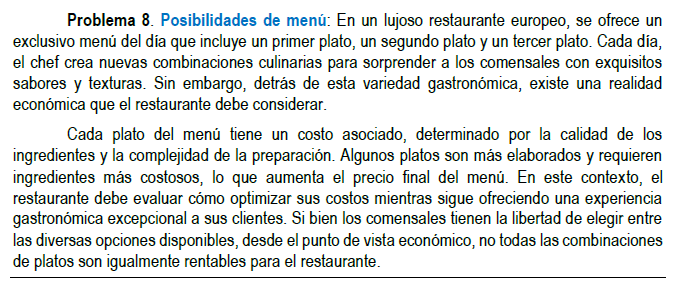 Problema 8. Posibilidades de menú: En un lujoso restaurante europeo, se ofrece un
exclusivo menú del día que incluye un primer plato, un segundo plato y un tercer plato. Cada día,
el chef crea nuevas combinaciones culinarias para sorprender a los comensales con exquisitos
sabores y texturas. Sin embargo, detrás de esta variedad gastronómica, existe una realidad
económica que el restaurante debe considerar.
Cada plato del menú tiene un costo asociado, determinado por la calidad de los
ingredientes y la complejidad de la preparación. Algunos platos son más elaborados y requieren
ingredientes más costosos, lo que aumenta el precio final del menú. En este contexto, el
restaurante debe evaluar cómo optimizar sus costos mientras sigue ofreciendo una experiencia
gastronómica excepcional a sus clientes. Si bien los comensales tienen la libertad de elegir entre
las diversas opciones disponibles, desde el punto de vista económico, no todas las combinaciones
de platos son igualmente rentables para el restaurante.